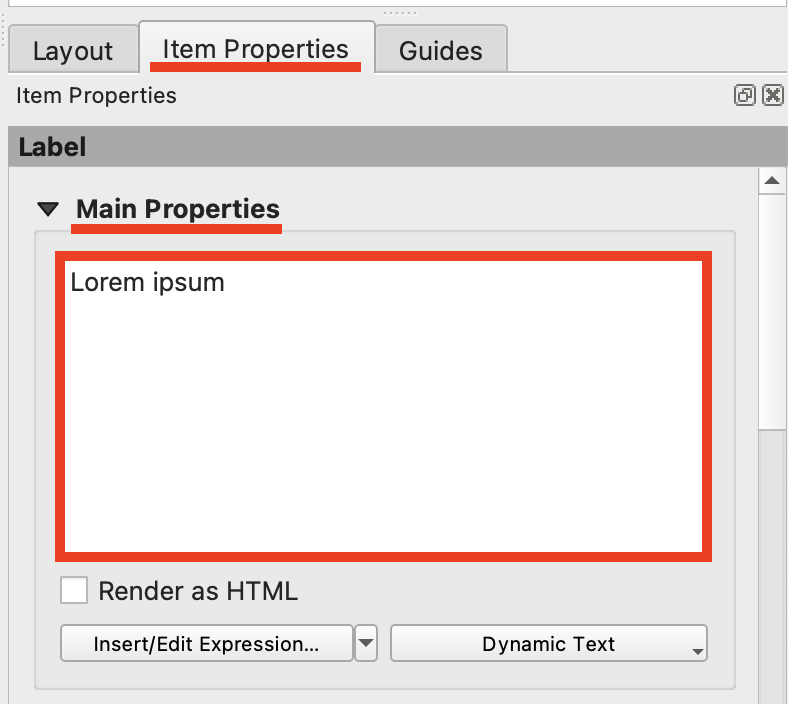 Layout Item Properties Guides
Item Properties
Label
Main Properties
Lorem ipsum
Render as HTML
Insert/Edit Expression... Dynamic Text